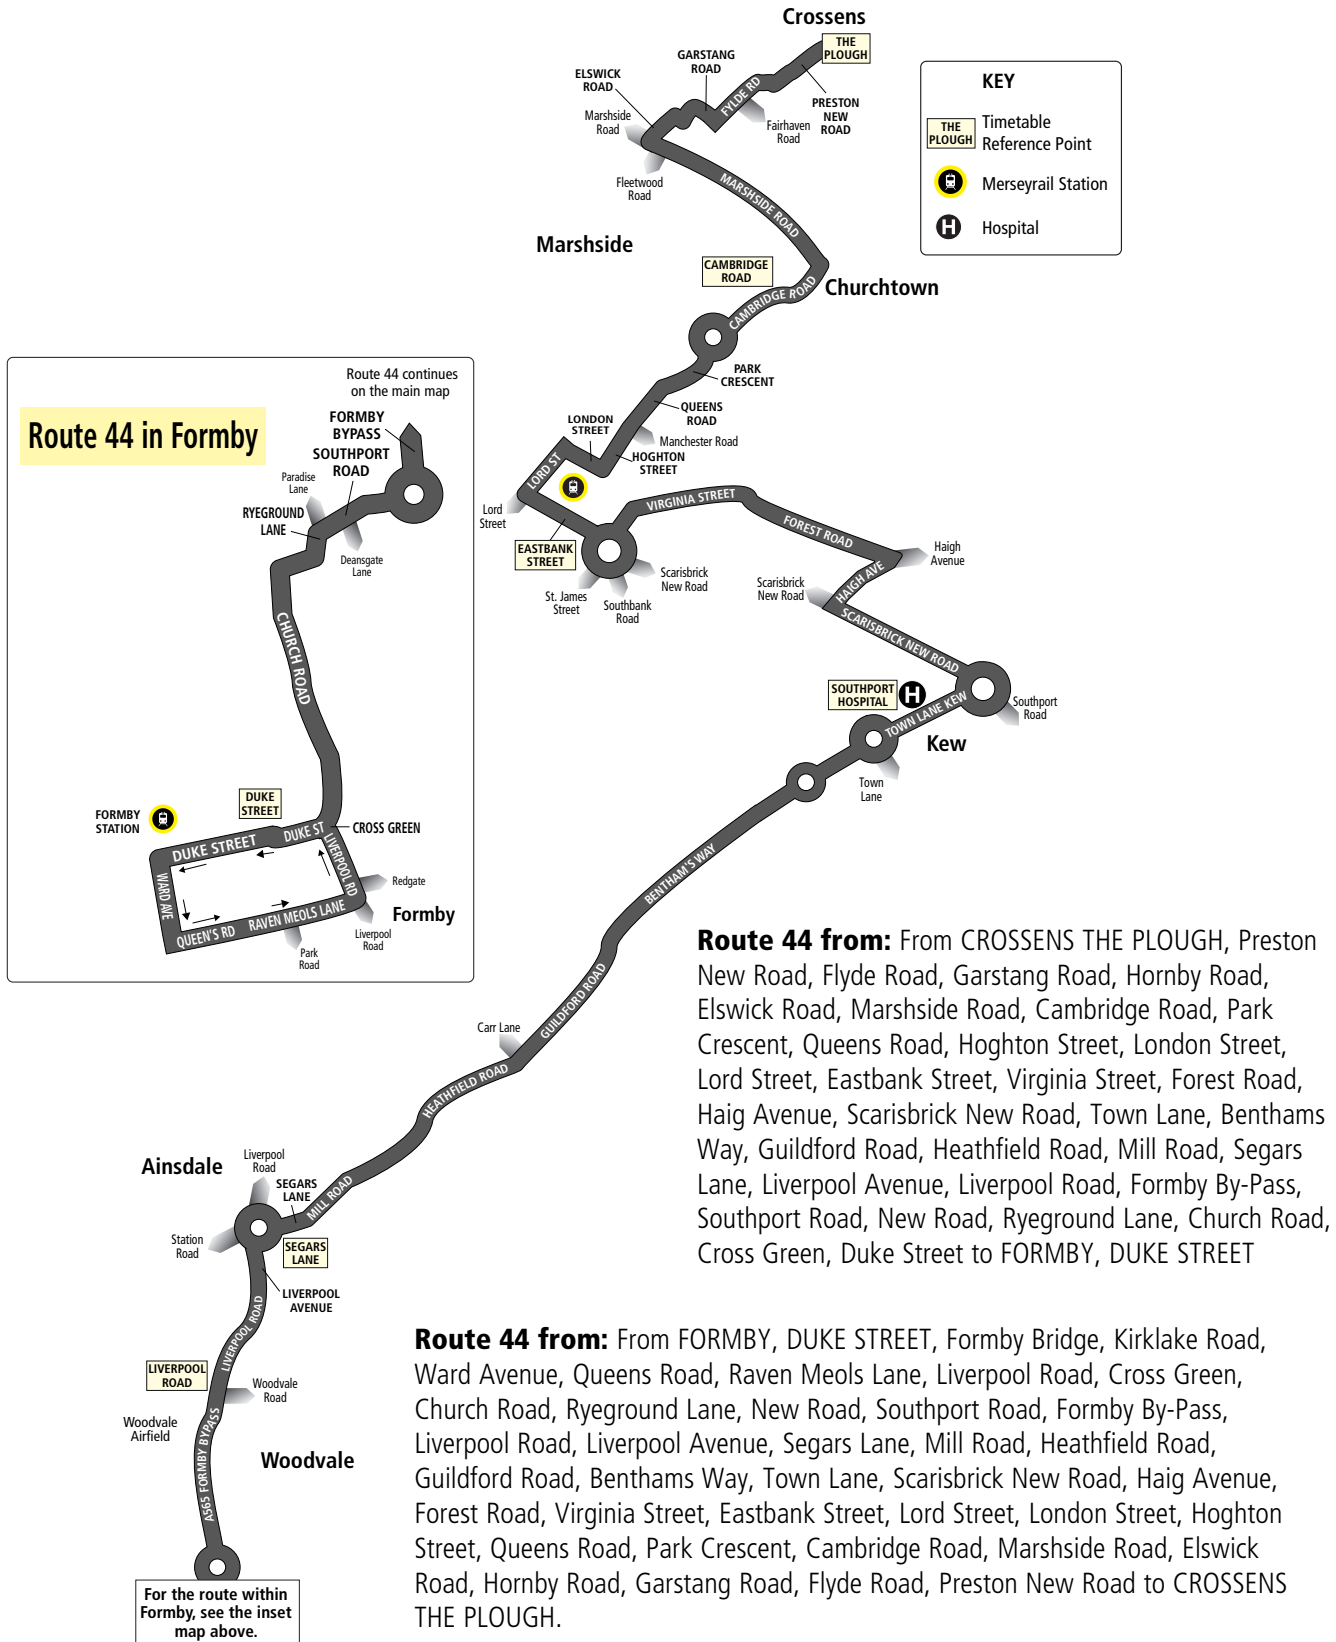 Crossens
THE
PLOUGH
GARSTANG
ROAD
ELSWICK
ROAD
FYLDE RD
PRESTON
NEW
ROAD
Marshside
Road
Fairhaven
Road
Fleetwood
Road
MARSHSIDE ROAD
KEY
THE
PLOUGH
Timetable
Reference Point
Merseyrail Station
H
Hospital
Marshside
CAMBRIDGE
ROAD
CAMBRIDGE ROAD
Churchtown
PARK
CRESCENT
QUEENS
ROAD
LONDON
STREET
Manchester Road
HOGHTON
STREET
LORD ST
Lord
Street
VIRGINIA STREET
EASTBANK
STREET
FOREST ROAD
Haigh
Avenue
Scarisbrick
New Road
St. James
Street
Southbank
Road
Scarisbrick
New Road
HAIGH AVE
SCARISBRICK NEW ROAD
SOUTHPORT
HOSPITAL
H
TOWN LANE KEW
Southport
Road
Kew
Town
Lane
BENTHAM'S WAY
GUILDFORD ROAD
Carr Lane
HEATHFIELD ROAD
Ainsdale
Liverpool
Road
SEGARS
LANE
MILL ROAD
Station
Road
SEGARS
LANE
LIVERPOOL
AVENUE
LIVERPOOL ROAD
LIVERPOOL
ROAD
Woodvale
Road
Woodvale
Airfield
A565 FORMBY BYPASS
Woodvale
For the route within
Formby, see the inset
map above.
Route 44 continues
on the main map
Route 44 in Formby
FORMBY
BYPASS
SOUTHPORT
ROAD
Paradise
Lane
RYEGROUND
LANE
Deansgate
Lane
CHURCH ROAD
DUKE
STREET
FORMBY
STATION
DUKE STREET
DUKE ST
CROSS GREEN
LIVERPOOL RD
WARD AVE
Redgate
QUEEN'S RD
RAVEN MEOLS LANE
Formby
Liverpool
Road
Park
Road
Route 44 from: From CROSSENS THE PLOUGH, Preston
New Road, Flyde Road, Garstang Road, Hornby Road,
Elswick Road, Marshside Road, Cambridge Road, Park
Crescent, Queens Road, Hoghton Street, London Street,
Lord Street, Eastbank Street, Virginia Street, Forest Road,
Haig Avenue, Scarisbrick New Road, Town Lane, Benthams
Way, Guildford Road, Heathfield Road, Mill Road, Segars
Lane, Liverpool Avenue, Liverpool Road, Formby By-Pass,
Southport Road, New Road, Ryeground Lane, Church Road,
Cross Green, Duke Street to FORMBY, DUKE STREET
Route 44 from: From FORMBY, DUKE STREET, Formby Bridge, Kirklake Road,
Ward Avenue, Queens Road, Raven Meols Lane, Liverpool Road, Cross Green,
Church Road, Ryeground Lane, New Road, Southport Road, Formby By-Pass,
Liverpool Road, Liverpool Avenue, Segars Lane, Mill Road, Heathfield Road,
Guildford Road, Benthams Way, Town Lane, Scarisbrick New Road, Haig Avenue,
Forest Road, Virginia Street, Eastbank Street, Lord Street, London Street, Hoghton
Street, Queens Road, Park Crescent, Cambridge Road, Marshside Road, Elswick
Road, Hornby Road, Garstang Road, Flyde Road, Preston New Road to CROSSENS
THE PLOUGH.